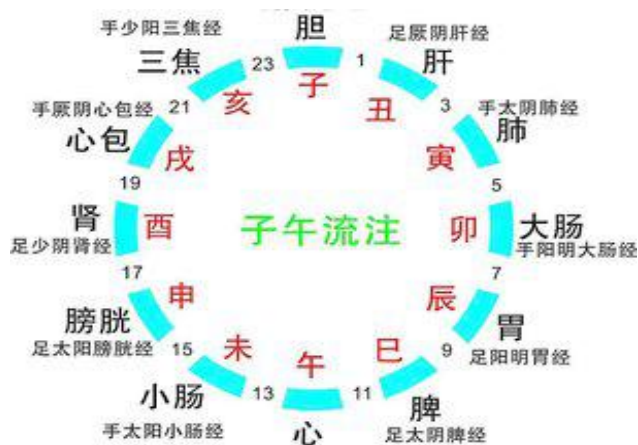 胆
23
1
子
手少阳三焦经
三焦
亥
足厥阴肝经
肝
丑
3
手太阴肺经
肺
寅
5
大肠
手阳明大肠经
卯
7
胃
足阳明胃经
辰
9
脾
足太阴脾经
巳
11
心
午
13
小肠
手太阳小肠经
未
15
膀胱
足太阳膀胱经
申
17
肾
足少阴肾经
酉
19
手厥阴心包经
心包
戌
21
子午流注